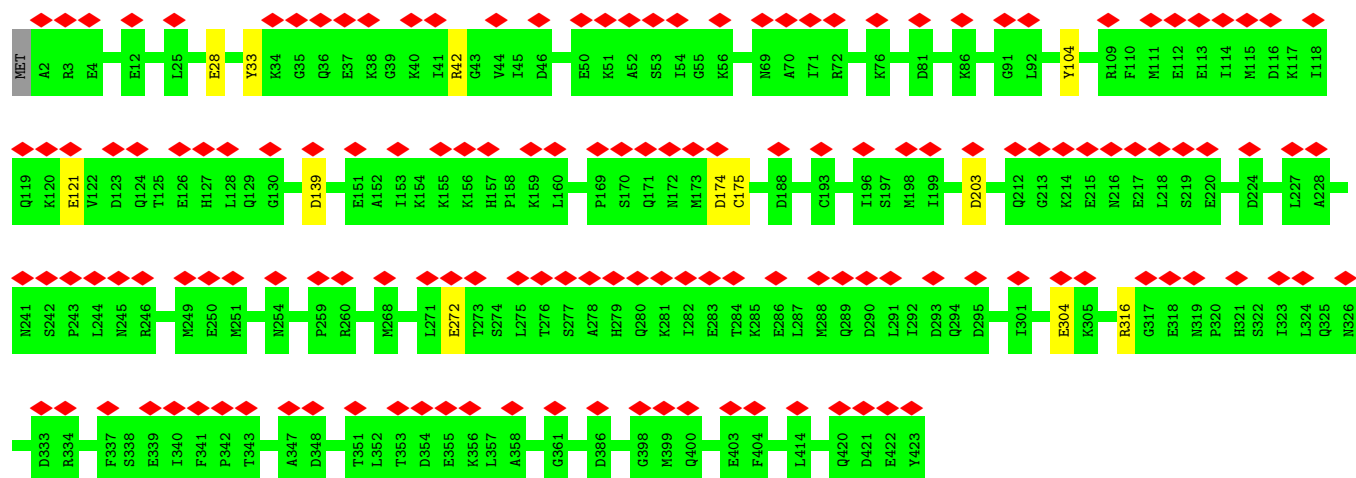 MET A2 R3 E4 E12 L25 E28 Y33 K34 G35 Q36 E37 K38 G39 K40 I41 R42 G43 V44 I45 D46 E50 K51 A52 S53 I54 G55 K56 N69 A70 I71 R72 K76 D81 K86 G91 L92 Y104 R109 F110 M111 E112 E113 I114 M115 D116 K117 I118
Q119 K120 E121 V122 D123 Q124 T125 E126 H127 L128 Q129 G130 D139 E151 A152 I153 K154 K155 K156 H157 P158 K159 L160 P169 S170 Q171 N172 M173 D174 C175 D188 C193 I196 S197 M198 I199 D203 Q212 G213 K214 E215 N216 E217 L218 S219 E220 D224 L227 A228
N241 S242 P243 L244 N245 R246 M249 E250 M251 N254 P259 R260 M268 L271 E272 T273 S274 L275 T276 S277 A278 H279 Q280 K281 I282 E283 T284 K285 E286 L287 M288 Q289 D290 L291 I292 D293 Q294 D295 I301 E304 K305 R316 G317 E318 N319 P320 H321 S322 I323 L324 Q325 N326
D333 R334 F337 S338 E339 I340 F341 P342 T343 A347 D348 T351 L352 T353 D354 E355 K356 L357 A358 G361 D386 G398 M399 Q400 E403 F404 L414 Q420 D421 E422 Y423